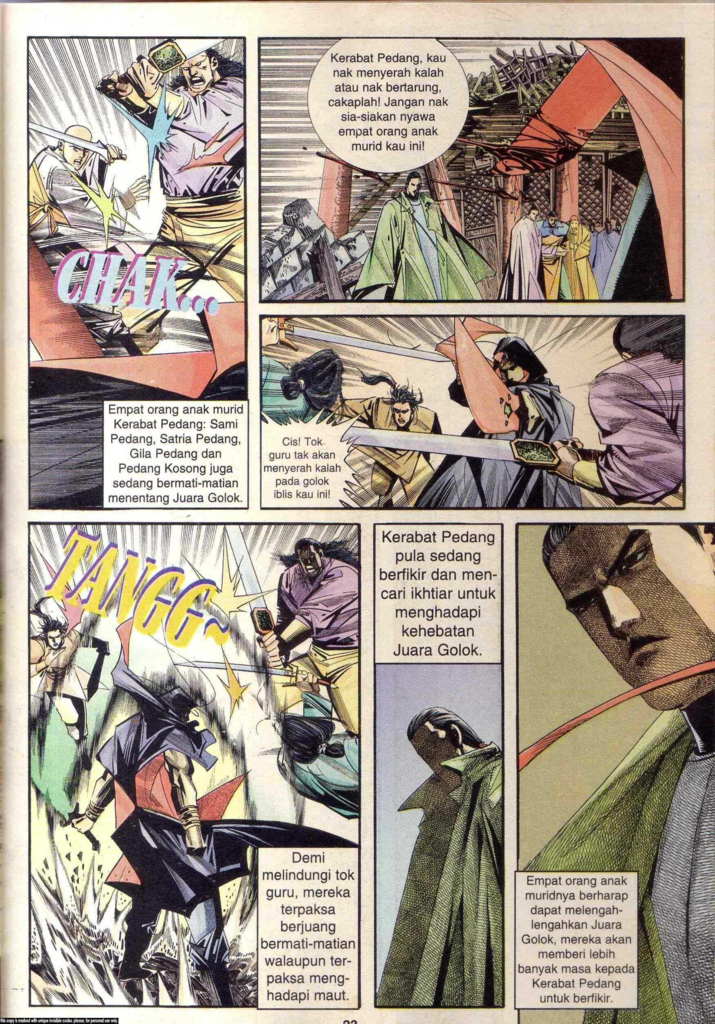 CHAK...
Empat orang anak murid
Kerabat Pedang: Sami
Pedang, Satria Pedang,
Gila Pedang dan
Pedang Kosong juga
sedang bermati-matian
menentang Juara Golok.
Kerabat Pedang, kau
nak menyerah kalah
atau nak bertarung,
cakaplah! Jangan nak
sia-siakan nyawa
empat orang anak
murid kau ini!
Cis! Tok
guru tak akan
menyerah kalah
pada golok
iblis kau ini!
TANGG~
Demi
melindungi tok
guru, mereka
terpaksa
berjuang
bermati-matian
walaupun ter-
paksa meng-
hadapi maut.
Kerabat Pedang
pula sedang
berfikir dan men-
cari ikhtiar untuk
menghadapi
kehebatan
Juara Golok.
Empat orang anak
muridnya berharap
dapat melengah-
lengahkan Juara
Golok, mereka akan
memberi lebih
banyak masa kepada
Kerabat Pedang
untuk berfikir.